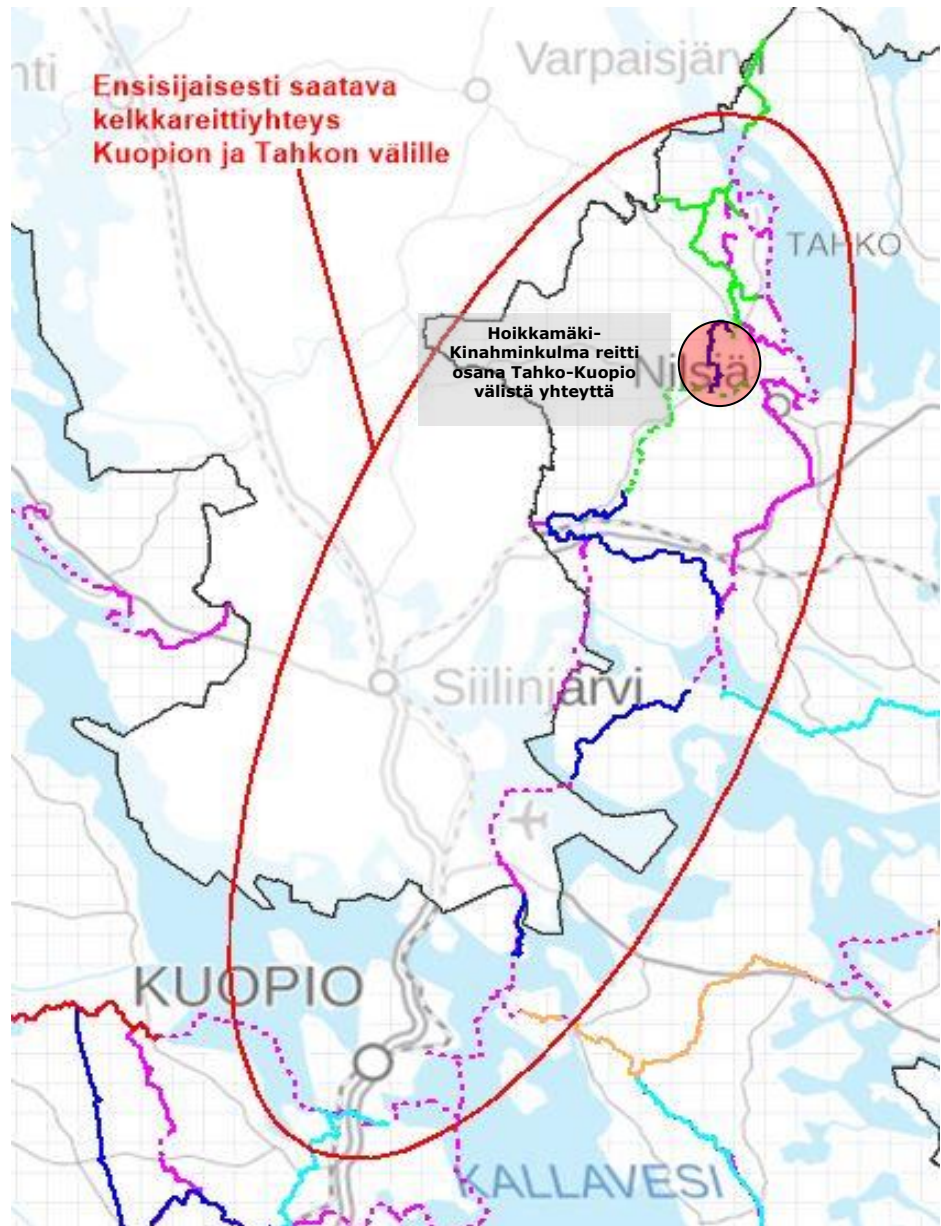 nti
Varpaisjärvi
Ensisijaisesti saatava
kelkkareittiyhteys
Kuopion ja Tahkon välille
TAHKO
Hoikkamäki-
Kinahminkulma reitti
osana Tahko-Kuopio
välistä yhteyttä
Nilsiä
Siilinjärvi
KUOPIO
KALLAVESI